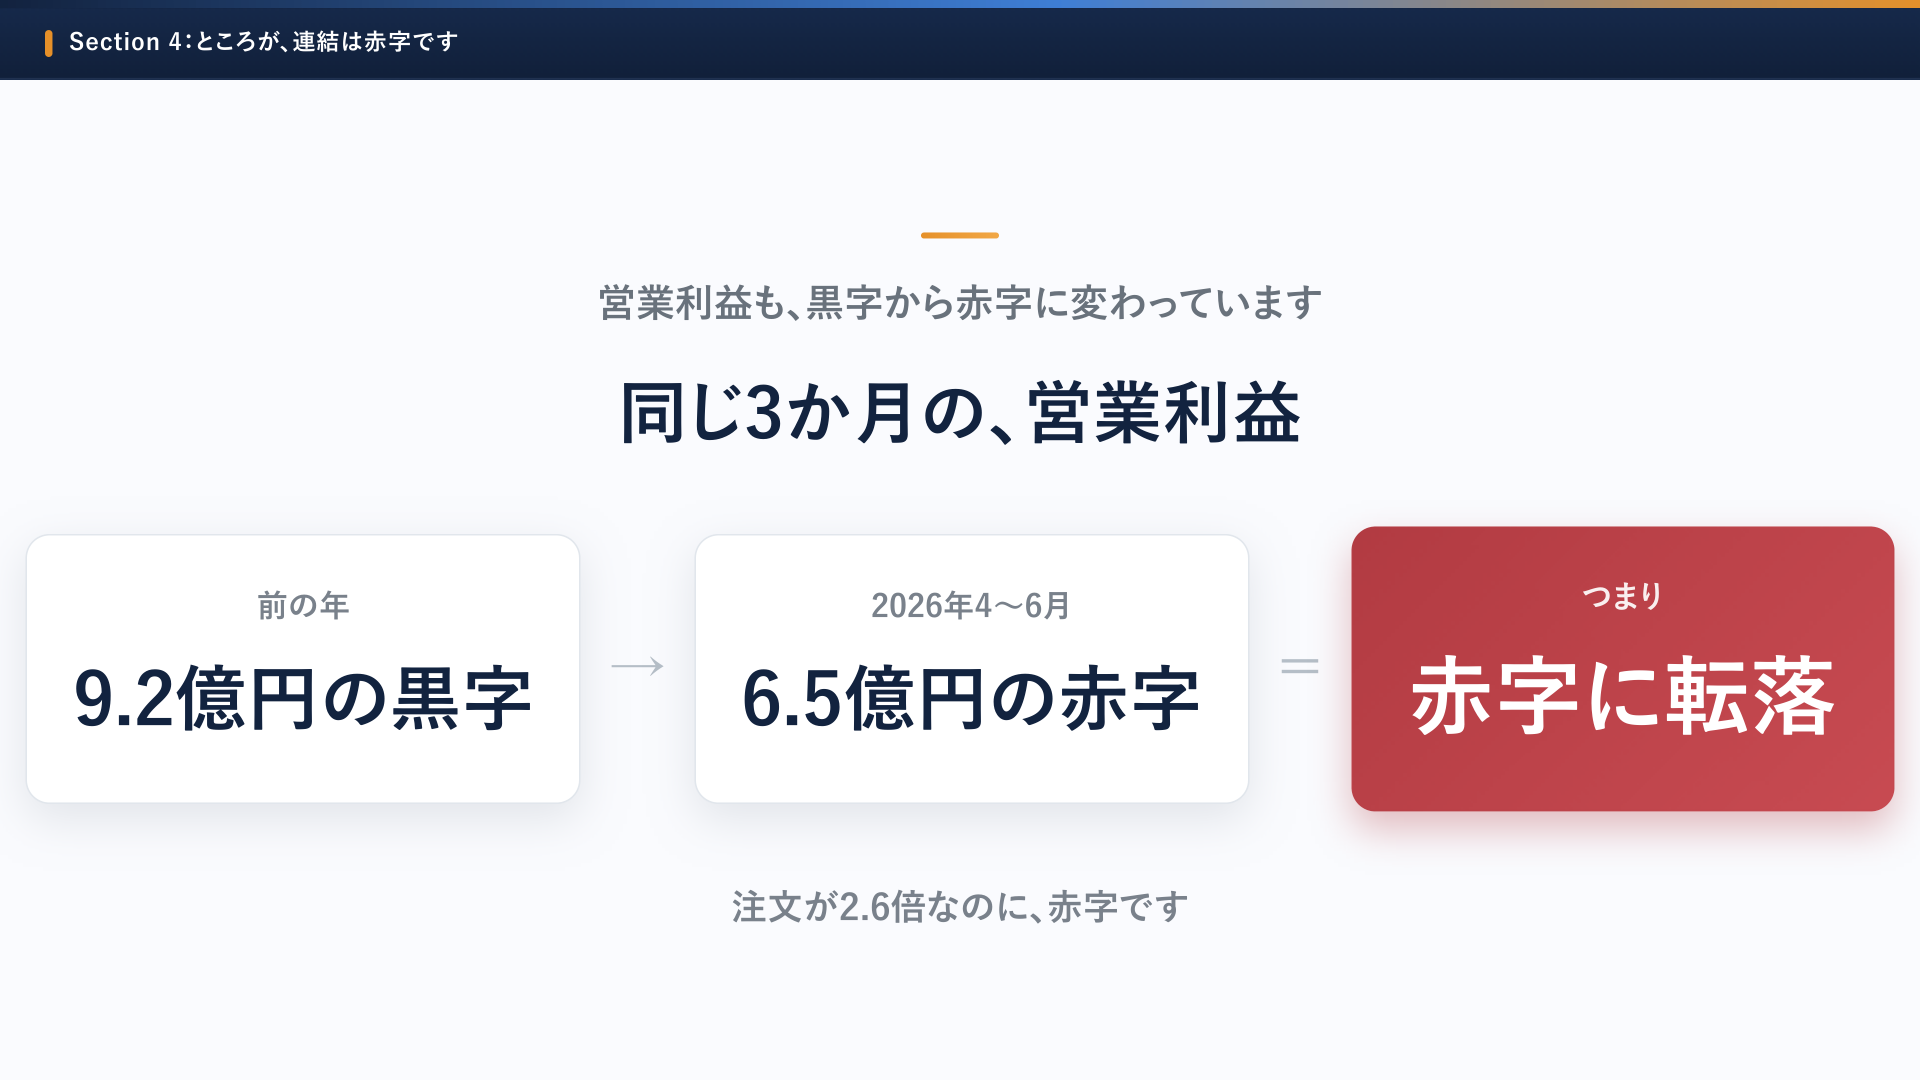 Section 4：ところが、連結は赤字です
営業利益も、黒字から赤字に変わっています
同じ3か月の、営業利益
前の年
9.2億円の黒字
→
2026年4〜6月
6.5億円の赤字
＝
つまり
赤字に転落
注文が2.6倍なのに、赤字です